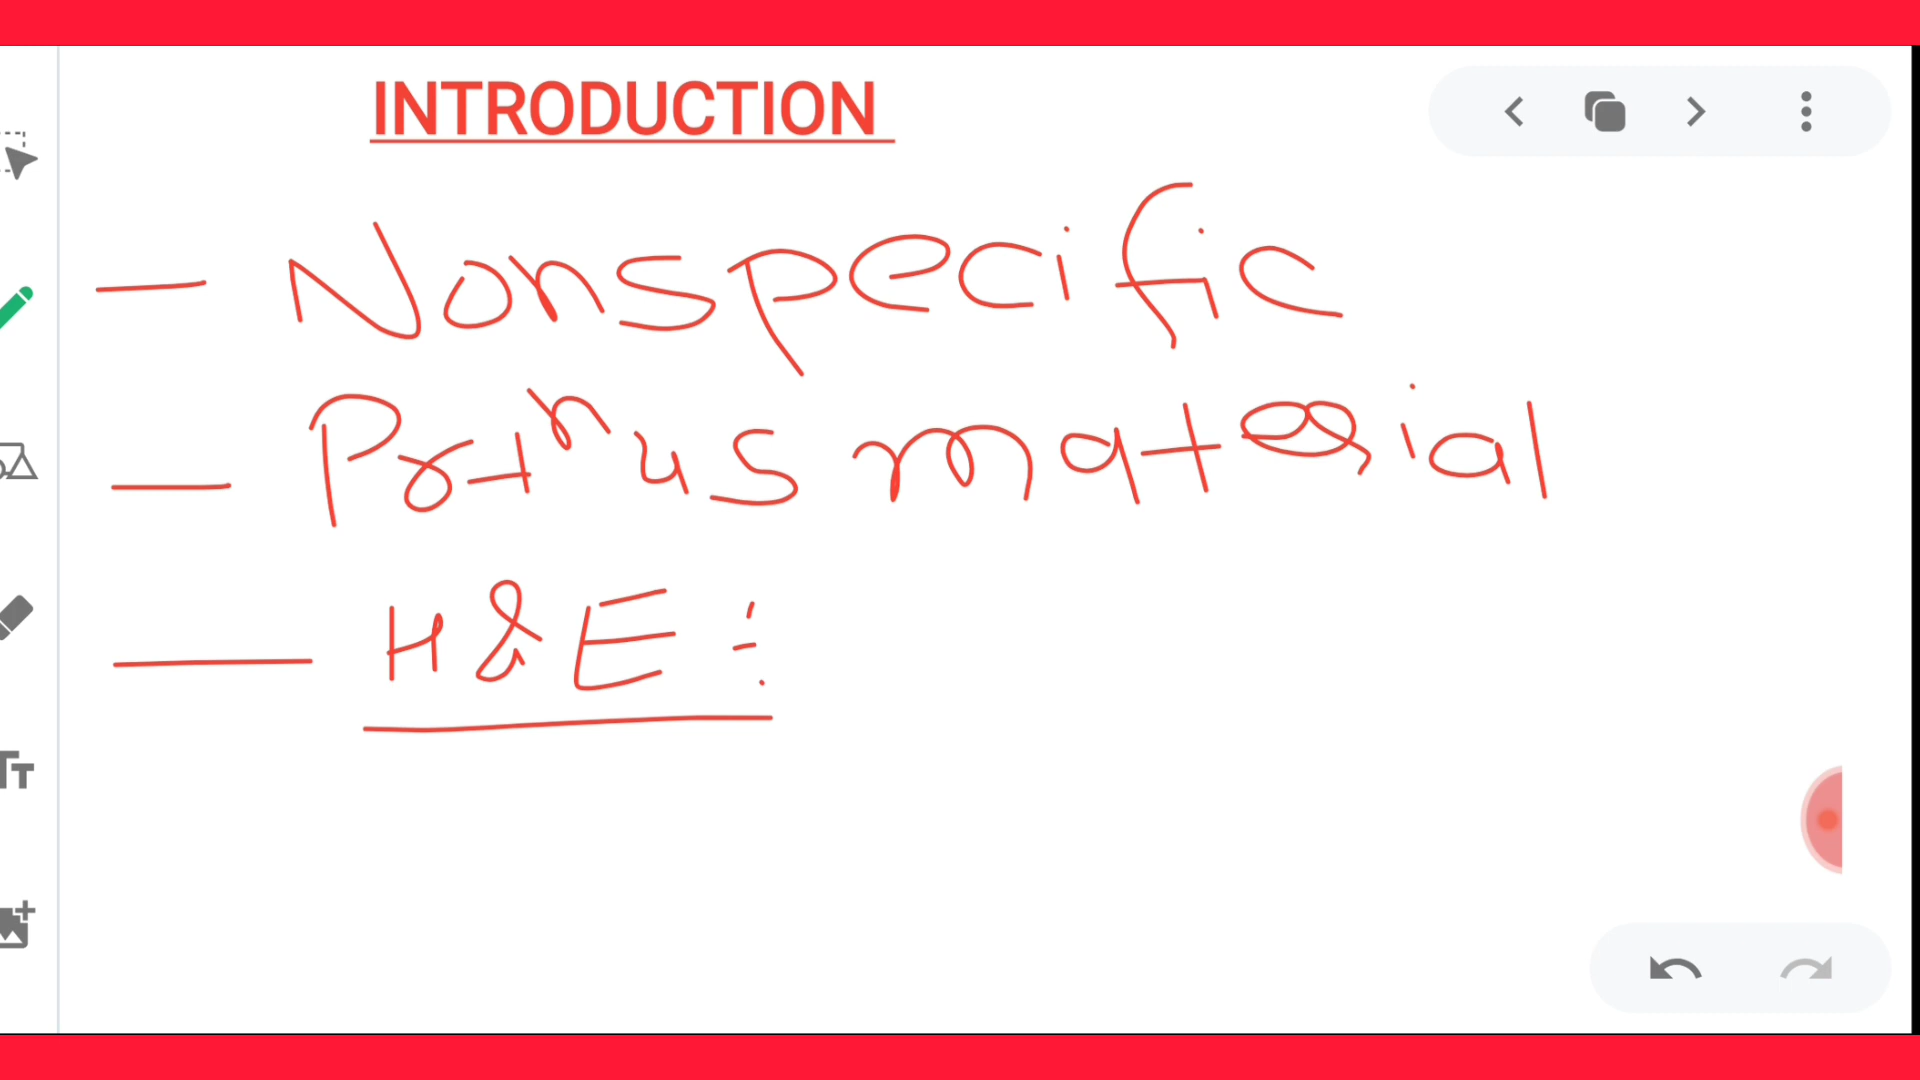 INTRODUCTION
— Nonspecific
— material
— H&E :